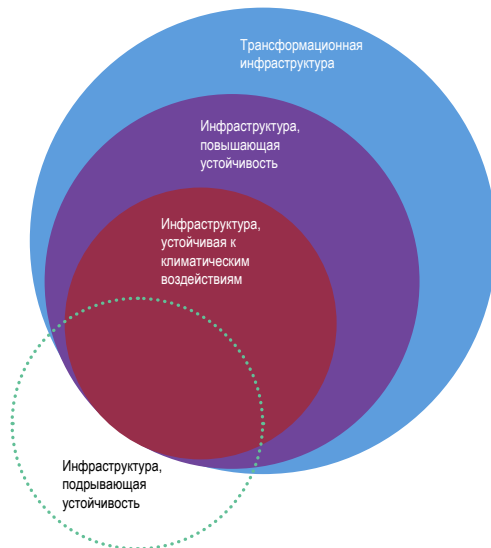 Трансформационная
инфраструктура
Инфраструктура,
повышающая
устойчивость
Инфраструктура,
устойчивая к
климатическим
воздействиям
Инфраструктура,
подрывающая
устойчивость